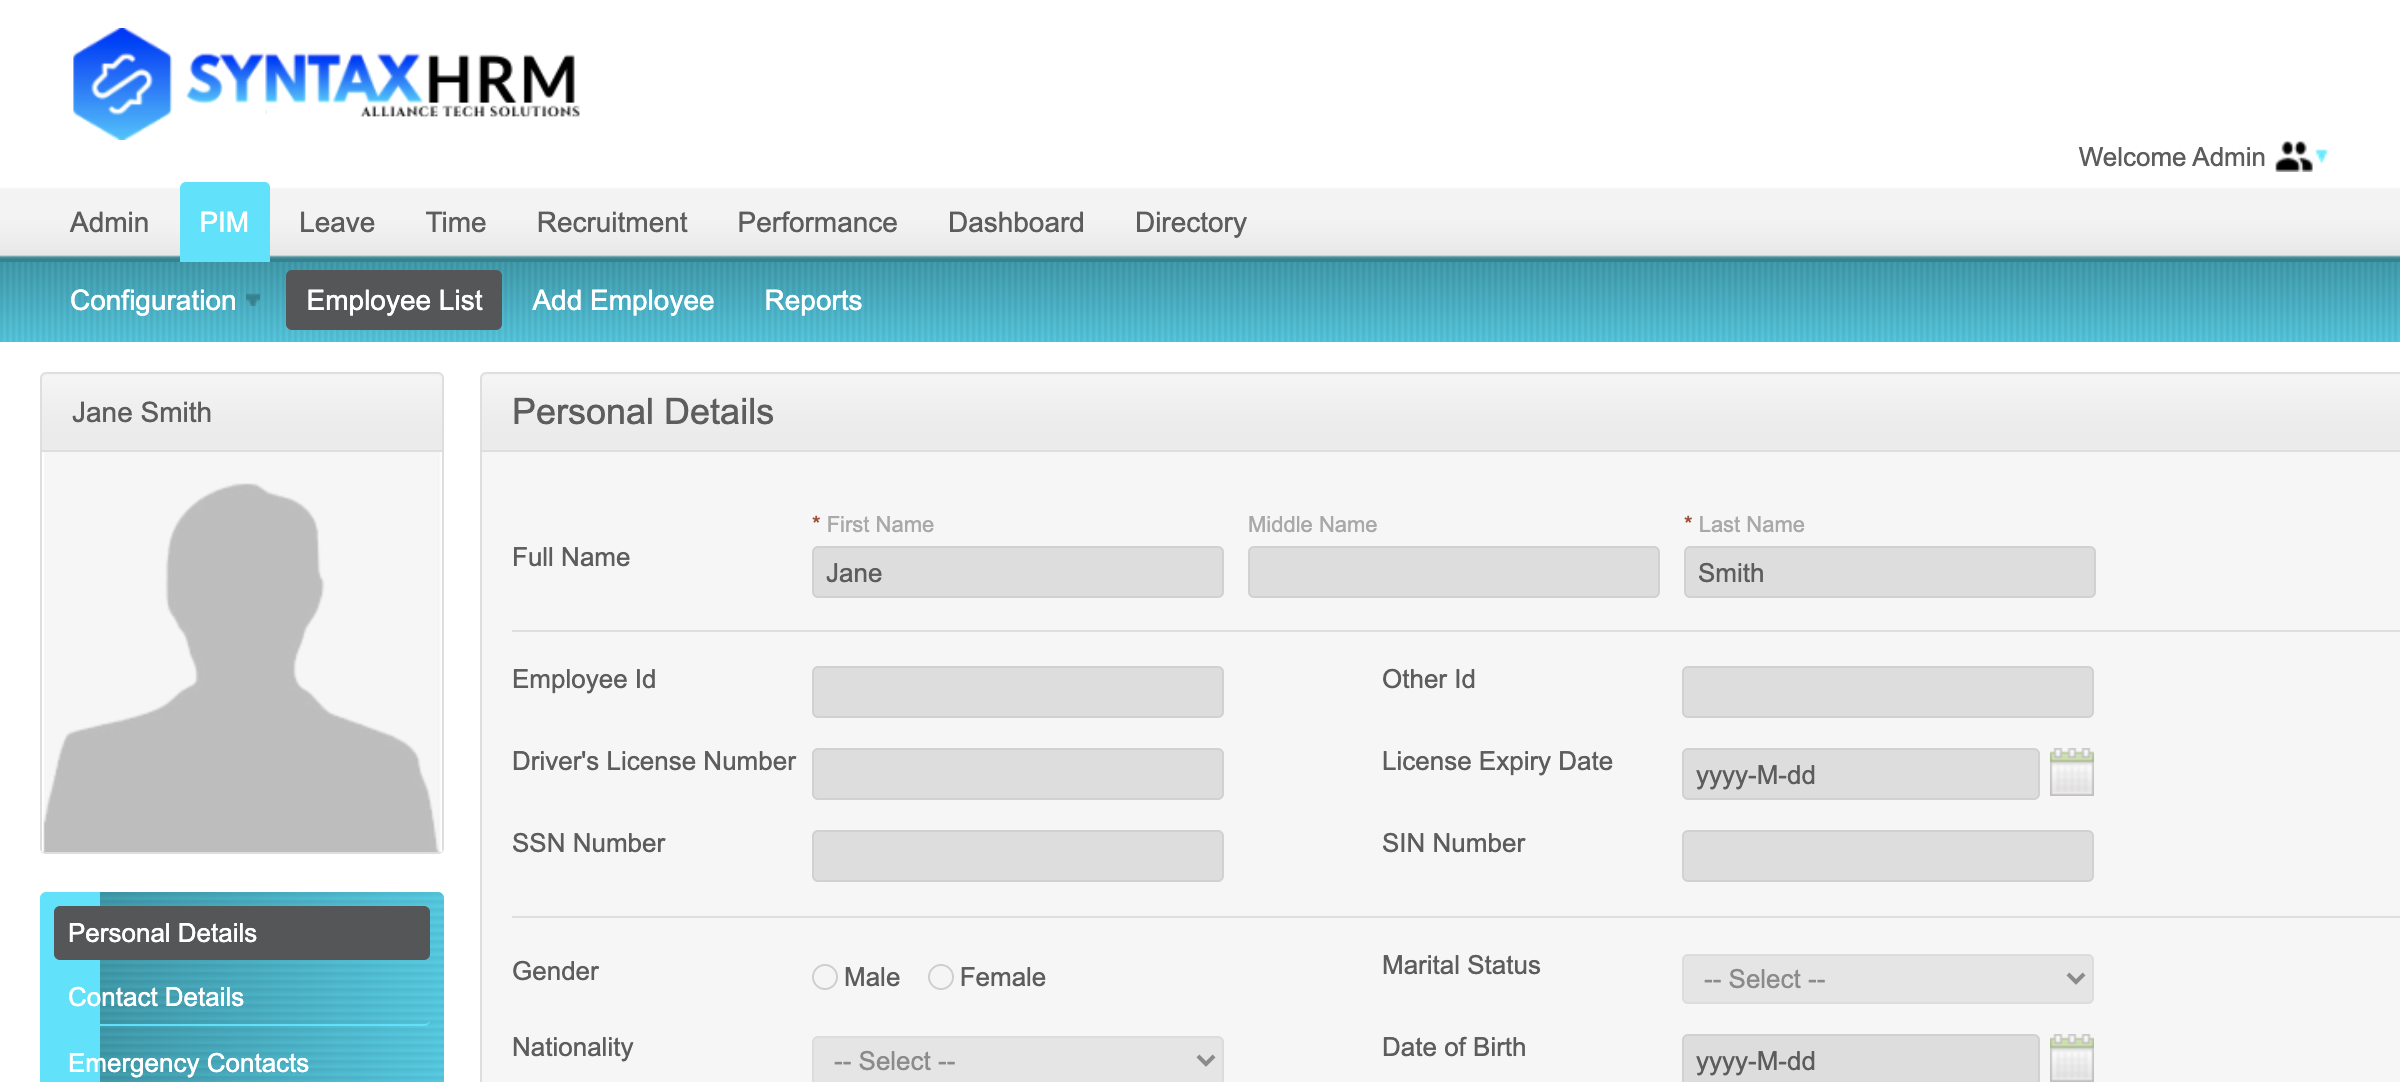 SYNTAXHRM
ALLIANCE TECH SOLUTIONS
Welcome Admin
Admin PIM Leave Time Recruitment Performance Dashboard Directory
Configuration Employee List Add Employee Reports
Jane Smith
Personal Details
* First Name Middle Name * Last Name
Full Name Jane Smith
Employee Id Other Id
Driver's License Number License Expiry Date yyyy-M-dd
SSN Number SIN Number
Gender Male Female Marital Status -- Select --
Nationality -- Select -- Date of Birth yyyy-M-dd
Personal Details
Contact Details
Emergency Contacts